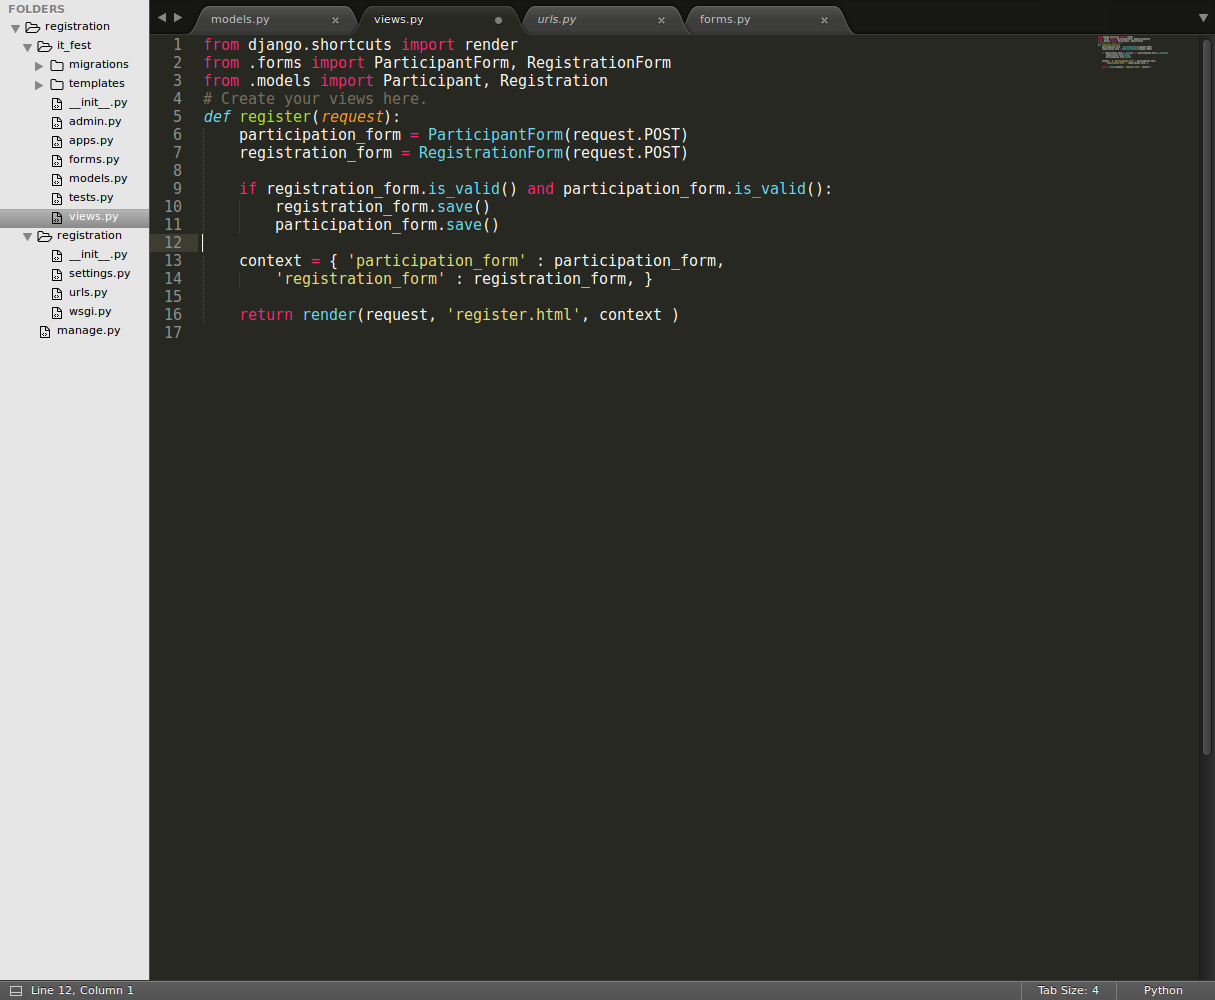 FOLDERS
registration
it_fest
migrations
templates
__init__.py
admin.py
apps.py
forms.py
models.py
tests.py
views.py
registration
__init__.py
settings.py
urls.py
wsgi.py
manage.py
models.py × views.py urls.py × forms.py ×
1 from django.shortcuts import render
2 from .forms import ParticipantForm, RegistrationForm
3 from .models import Participant, Registration
4 # Create your views here.
5 def register(request):
6     participation_form = ParticipantForm(request.POST)
7     registration_form = RegistrationForm(request.POST)
8
9     if registration_form.is_valid() and participation_form.is_valid():
10         registration_form.save()
11         participation_form.save()
12
13     context = { 'participation_form' : participation_form,
14         'registration_form' : registration_form, }
15
16     return render(request, 'register.html', context )
17
Line 12, Column 1 Tab Size: 4 Python